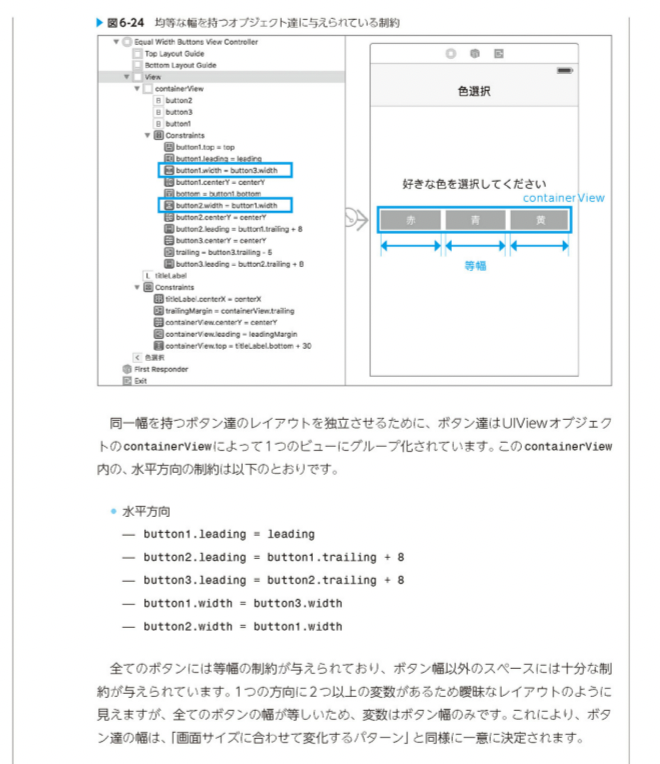 ▶ 図6-24 均等な幅を持つオブジェクト達に与えられている制約
Equal Width Buttons View Controller
Top Layout Guide
Bottom Layout Guide
View
containerView
B button2
B button3
B button1
Constraints
button1.top = top
button1.leading = leading
button1.width = button3.width
button1.centerY = centerY
bottom = button1.bottom
button2.width = button1.width
button2.centerY = centerY
button2.leading = button1.trailing + 8
button3.centerY = centerY
trailing = button3.trailing - 5
button3.leading = button2.trailing + 8
L titleLabel
Constraints
titleLabel.centerX = centerX
trailingMargin = containerView.trailing
containerView.centerY = centerY
containerView.leading = leadingMargin
containerView.top = titleLabel.bottom + 30
< 色選択
First Responder
Exit
色選択
好きな色を選択してください
containerView
赤 青 黄
等幅
同一幅を持つボタン達のレイアウトを独立させるために、ボタン達はUIViewオブジェク
トのcontainerViewによって1つのビューにグループ化されています。このcontainerView
内の、水平方向の制約は以下のとおりです。
• 水平方向
— button1.leading = leading
— button2.leading = button1.trailing + 8
— button3.leading = button2.trailing + 8
— button1.width = button3.width
— button2.width = button1.width
全てのボタンには等幅の制約が与えられており、ボタン幅以外のスペースには十分な制
約が与えられています。1つの方向に2つ以上の変数があるため曖昧なレイアウトのように
見えますが、全てのボタンの幅が等しいため、変数はボタン幅のみです。これにより、ボタ
ン達の幅は、「画面サイズに合わせて変化するパターン」と同様に一意に決定されます。